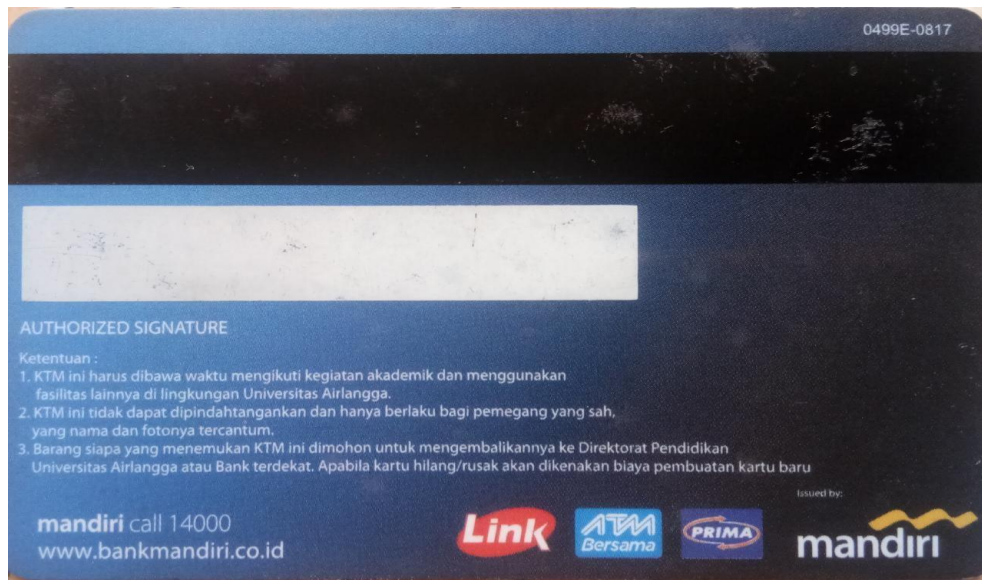 0499E-0817
AUTHORIZED SIGNATURE
Ketentuan :
1. KTM ini harus dibawa waktu mengikuti kegiatan akademik dan menggunakan
fasilitas lainnya di lingkungan Universitas Airlangga.
2. KTM ini tidak dapat dipindahtangankan dan hanya berlaku bagi pemegang yang sah,
yang nama dan fotonya tercantum.
3. Barang siapa yang menemukan KTM ini dimohon untuk mengembalikannya ke Direktorat Pendidikan
Universitas Airlangga atau Bank terdekat. Apabila kartu hilang/rusak akan dikenakan biaya pembuatan kartu baru
Issued by:
mandiri call 14000
www.bankmandiri.co.id
Link
ATM
Bersama
PRIMA
mandırı